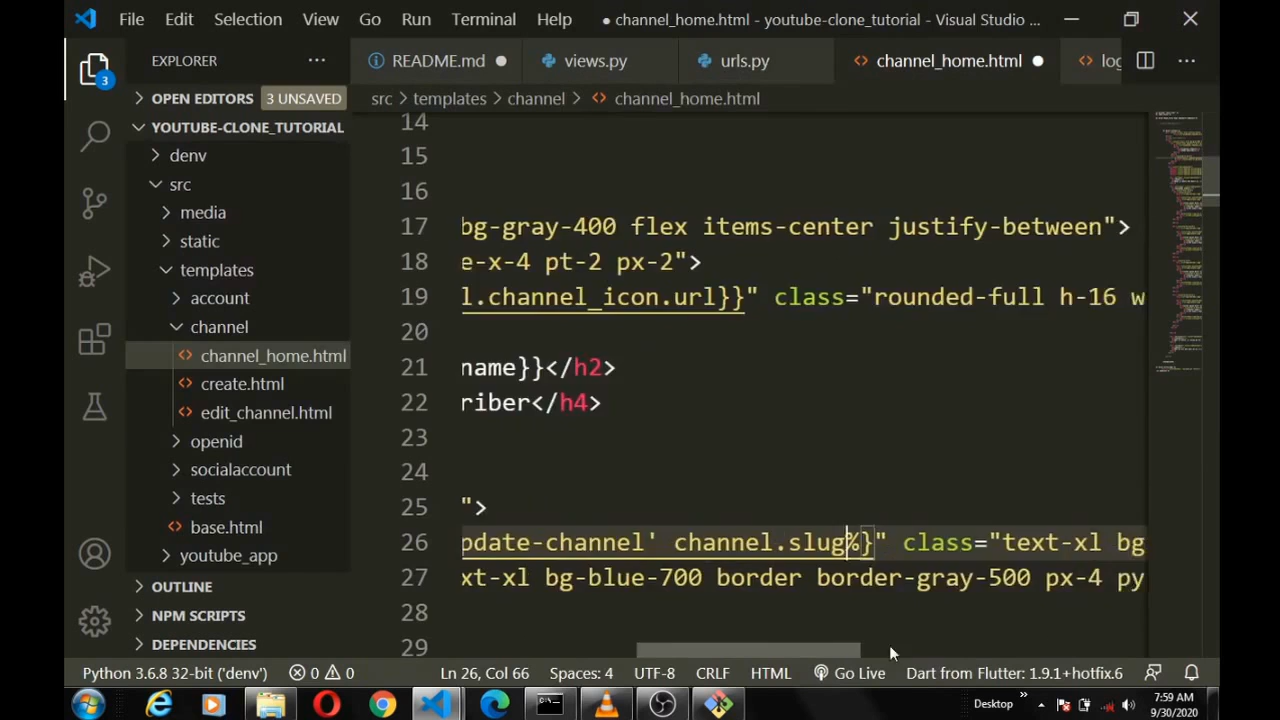 File Edit Selection View Go Run Terminal Help ● channel_home.html - youtube-clone_tutorial - Visual Studio ...
EXPLORER ...
README.md ● views.py urls.py channel_home.html ● log ...
OPEN EDITORS 3 UNSAVED
src > templates > channel > channel_home.html
3
YOUTUBE-CLONE_TUTORIAL
denv
src
media
static
templates
account
channel
channel_home.html
create.html
edit_channel.html
openid
socialaccount
tests
base.html
youtube_app
OUTLINE
NPM SCRIPTS
DEPENDENCIES
14
15
16
17 bg-gray-400 flex items-center justify-between">
18 e-x-4 pt-2 px-2">
19 l.channel_icon.url}}" class="rounded-full h-16 w
20
21 name}}</h2>
22 riber</h4>
23
24
25 ">
26 pdate-channel' channel.slug%}" class="text-xl bg
27 xt-xl bg-blue-700 border border-gray-500 px-4 py
28
29
Python 3.6.8 32-bit ('denv') 0 0 Ln 26, Col 66 Spaces: 4 UTF-8 CRLF HTML Go Live Dart from Flutter: 1.9.1+hotfix.6
Desktop » 7:59 AM
9/30/2020